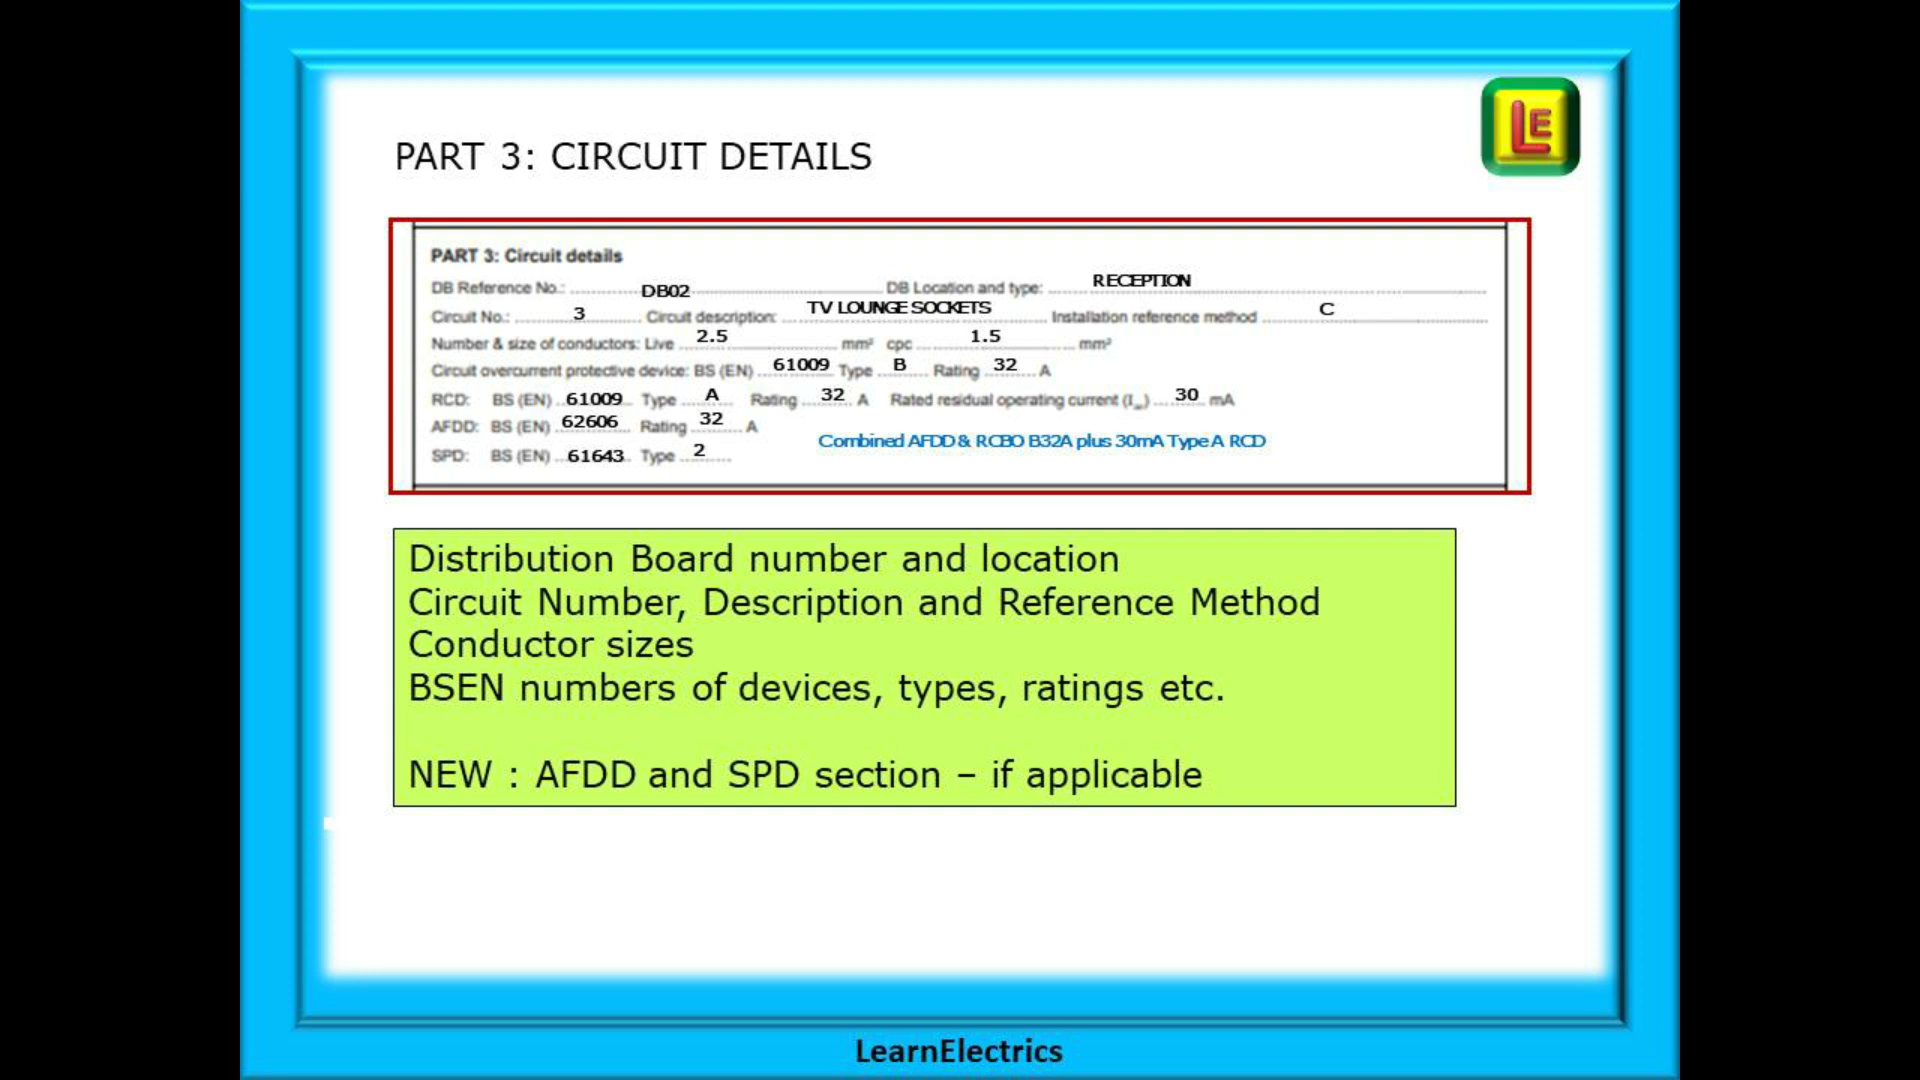 LE
PART 3: CIRCUIT DETAILS
PART 3: Circuit details
DB Reference No.: DB02 DB Location and type: RECEPTION
Circuit No.: 3 Circuit description: TV LOUNGE SOCKETS Installation reference method C
Number & size of conductors: Live 2.5 mm² cpc 1.5 mm²
Circuit overcurrent protective device: BS (EN) 61009 Type B Rating 32 A
RCD: BS (EN) 61009 Type A Rating 32 A Rated residual operating current (I) 30 mA
AFDD: BS (EN) 62606 Rating 32 A
Combined AFDD & RCBO B32A plus 30mA Type A RCD
SPD: BS (EN) 61643 Type 2
Distribution Board number and location
Circuit Number, Description and Reference Method
Conductor sizes
BSEN numbers of devices, types, ratings etc.
NEW : AFDD and SPD section – if applicable
LearnElectrics